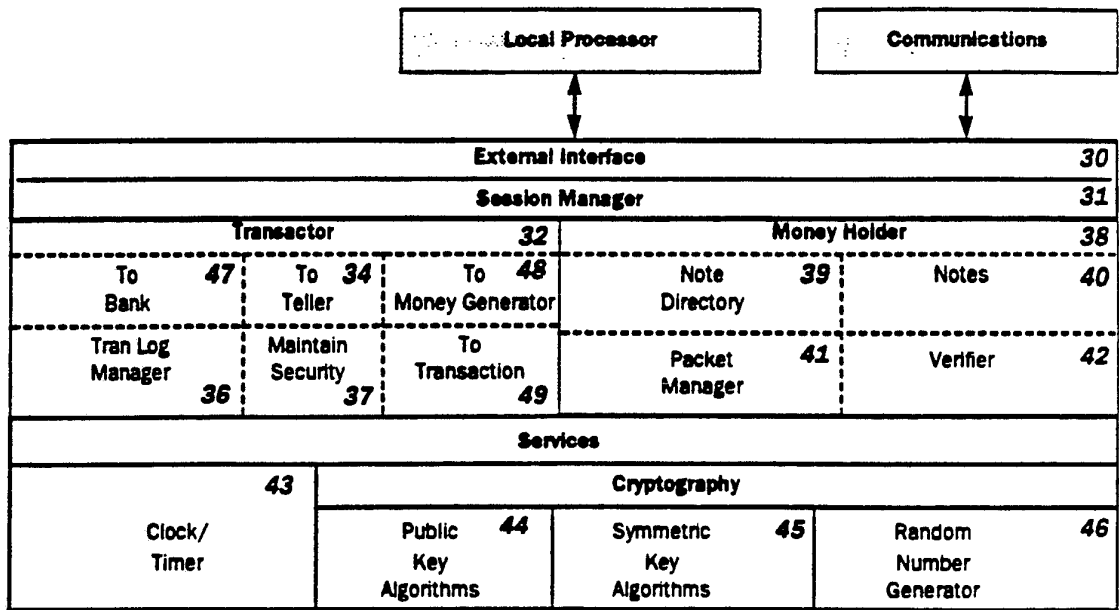 Local Processor
Communications
External Interface 30
Session Manager 31
Transactor 32
Money Holder 38
To 47
Bank
To 34
Teller
To 48
Money Generator
Note 39
Directory
Notes 40
Tran Log
Manager
36
Maintain
Security
37
To
Transaction
49
Packet 41
Manager
Verifier 42
Services
43
Clock/
Timer
Cryptography
Public 44
Key
Algorithms
Symmetric 45
Key
Algorithms
Random 46
Number
Generator